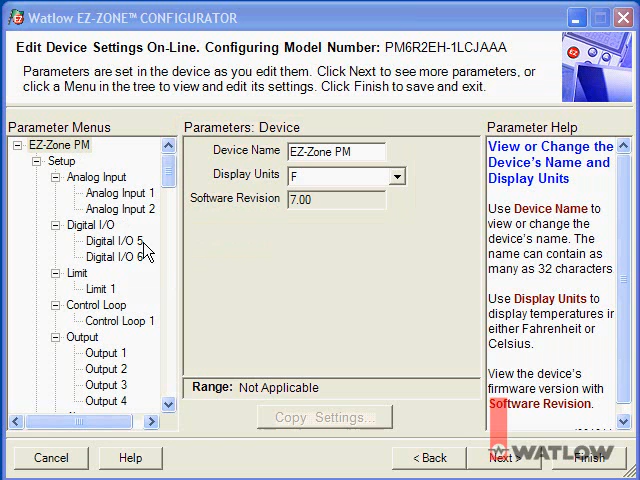 Watlow EZ-ZONE™ CONFIGURATOR
Edit Device Settings On-Line. Configuring Model Number: PM6R2EH-1LCJAAA
Parameters are set in the device as you edit them. Click Next to see more parameters, or
click a Menu in the tree to view and edit its settings. Click Finish to save and exit.
Parameter Menus
EZ-Zone PM
Setup
Analog Input
Analog Input 1
Analog Input 2
Digital I/O
Digital I/O 5
Digital I/O 6
Limit
Limit 1
Control Loop
Control Loop 1
Output
Output 1
Output 2
Output 3
Output 4
Parameters: Device
Device Name EZ-Zone PM
Display Units F
Software Revision 7.00
Range: Not Applicable
Copy Settings...
Parameter Help
View or Change the
Device's Name and
Display Units
Use Device Name to
view or change the
device's name. The
name can contain as
many as 32 characters
Use Display Units to
display temperatures in
either Fahrenheit or
Celsius.
View the device's
firmware version with
Software Revision.
Cancel
Help
< Back
Next >
Finish
WATLOW